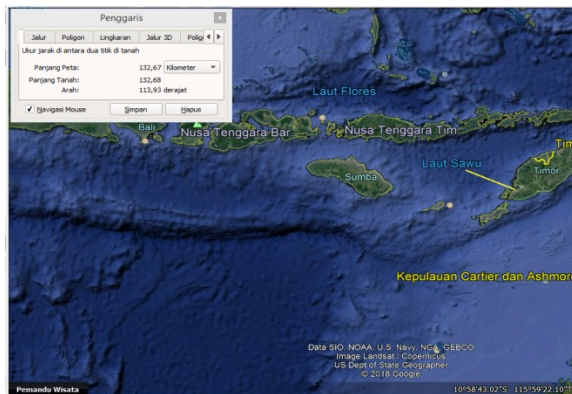 Penggaris
Jalur Poligon Lingkaran Jalur 3D Polig
Ukur jarak di antara dua titik di tanah
Panjang Peta: 132,67 Kilometer
Panjang Tanah: 132,68
Arah: 113,93 derajat
Navigasi Mouse Simpan Hapus
Laut Flores
Bali
Nusa Tenggara Bar
Nusa Tenggara Tim
Tim
Laut Sawu
Timor
Sumba
Kepulauan Cartier dan Ashmore
Data SIO, NOAA, U.S. Navy, NGA, GEBCO
Image Landsat / Copernicus
US Dept of State Geographer
© 2018 Google
Pemandu Wisata
10°58'43.02"S 115°59'22.10"T